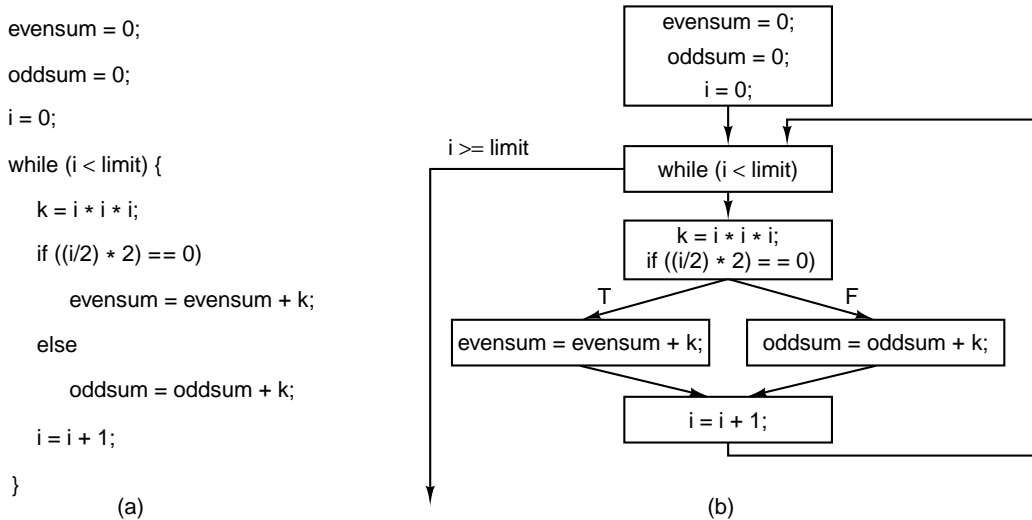 evensum = 0;
oddsum = 0;
i = 0;
while (i < limit) {
k = i * i * i;
if ((i/2) * 2) == 0)
evensum = evensum + k;
else
oddsum = oddsum + k;
i = i + 1;
}
(a)
evensum = 0;
oddsum = 0;
i = 0;
i >= limit
while (i < limit)
k = i * i * i;
if ((i/2) * 2) = = 0)
T
F
evensum = evensum + k;
oddsum = oddsum + k;
i = i + 1;
(b)